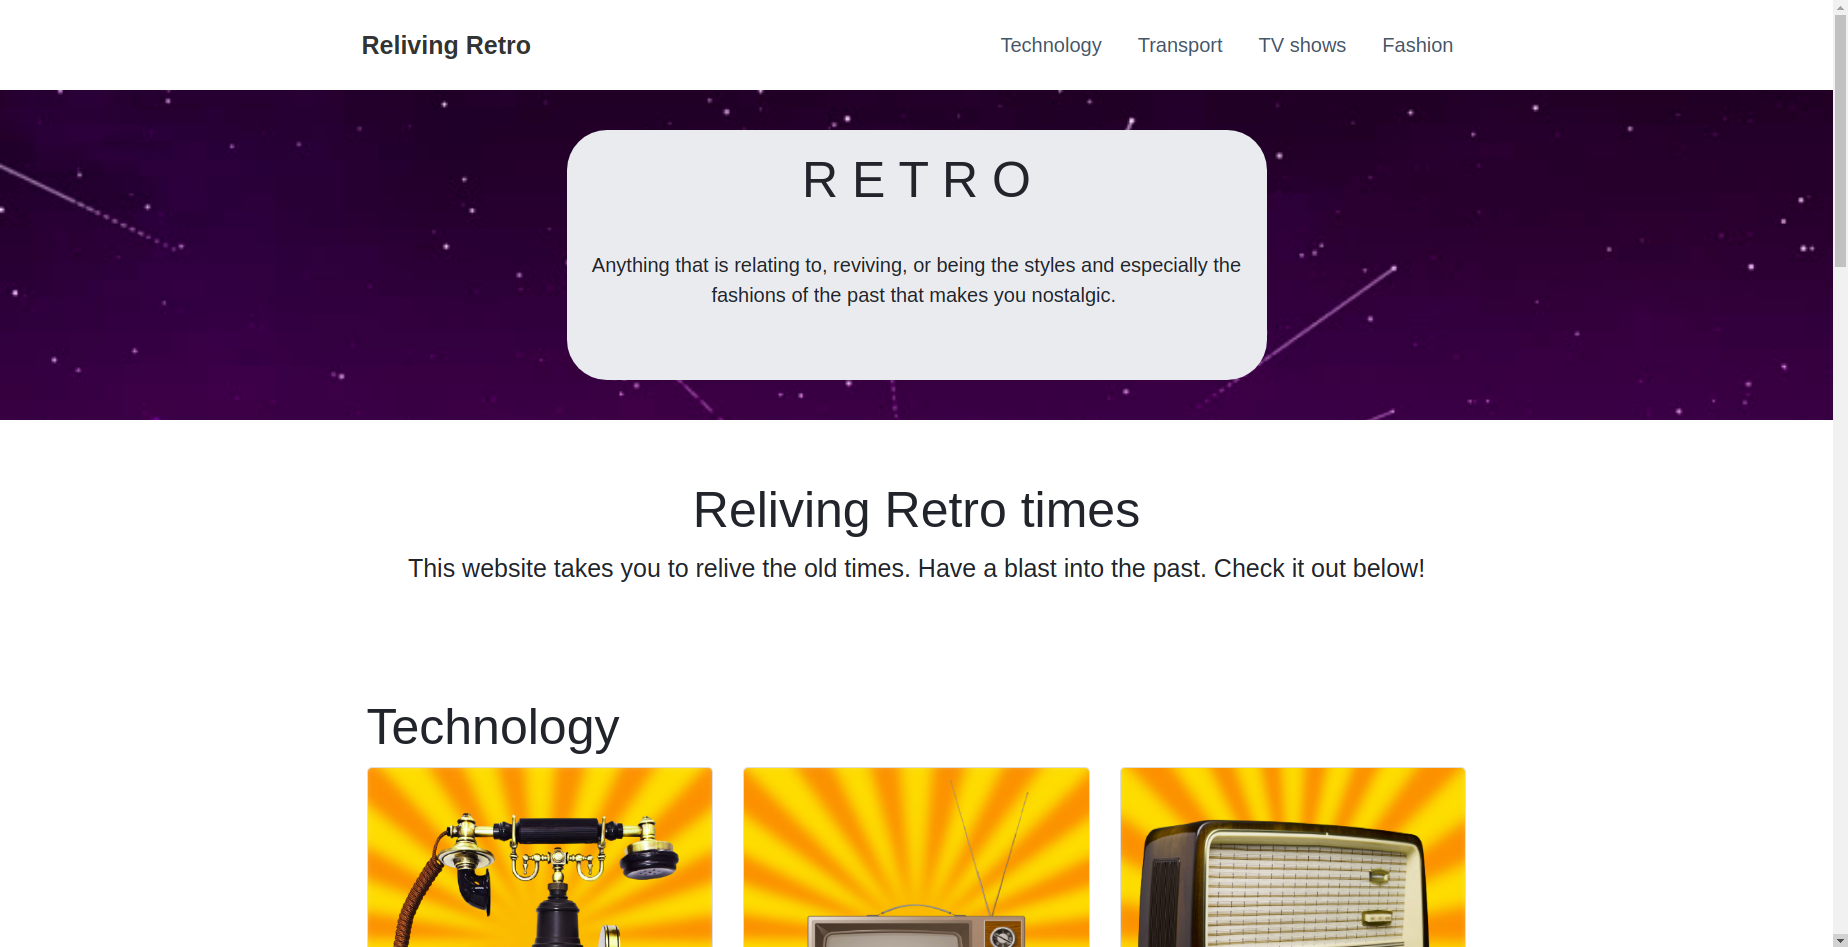 Reliving Retro
Technology Transport TV shows Fashion
R E T R O
Anything that is relating to, reviving, or being the styles and especially the
fashions of the past that makes you nostalgic.
Reliving Retro times
This website takes you to relive the old times. Have a blast into the past. Check it out below!
Technology